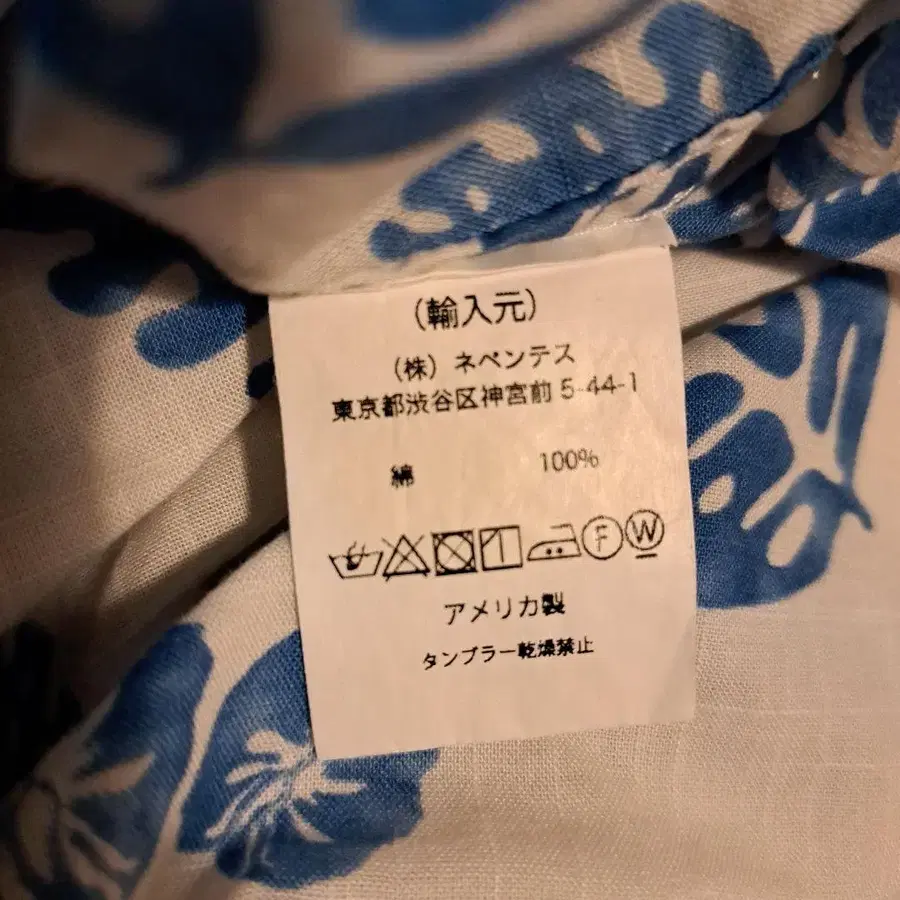 (輸入元)
(株) ネペンテス
東京都渋谷区神宮前 5-44-1
綿 100%
F W
アメリカ製
タンブラー乾燥禁止